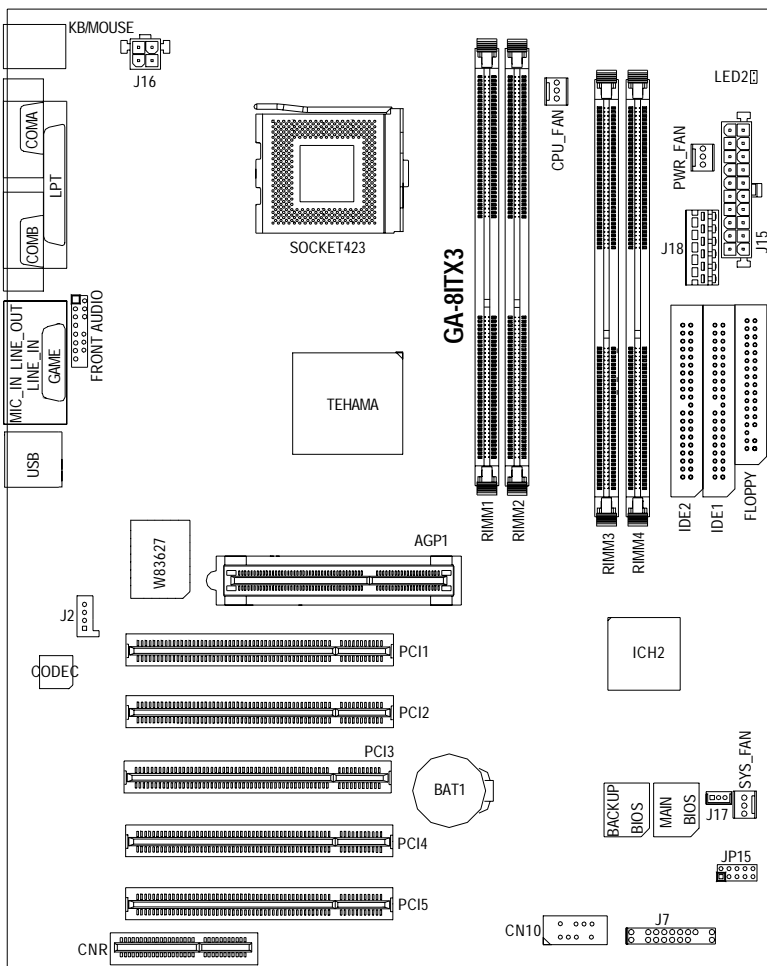 KB/MOUSE
J16
LED2
CPU_FAN
PWR_FAN
COMA
LPT
COMB
SOCKET423
J18
J15
GA-8ITX3
FRONT AUDIO
MIC_IN LINE_OUT
LINE_IN
GAME
TEHAMA
USB
RIMM1
RIMM2
RIMM3
RIMM4
IDE2
IDE1
FLOPPY
AGP1
W83627
J2
CODEC
PCI1
ICH2
PCI2
PCI3
BAT1
BACKUP
BIOS
MAIN
BIOS
J17
SYS_FAN
PCI4
JP15
PCI5
CN10
J7
CNR